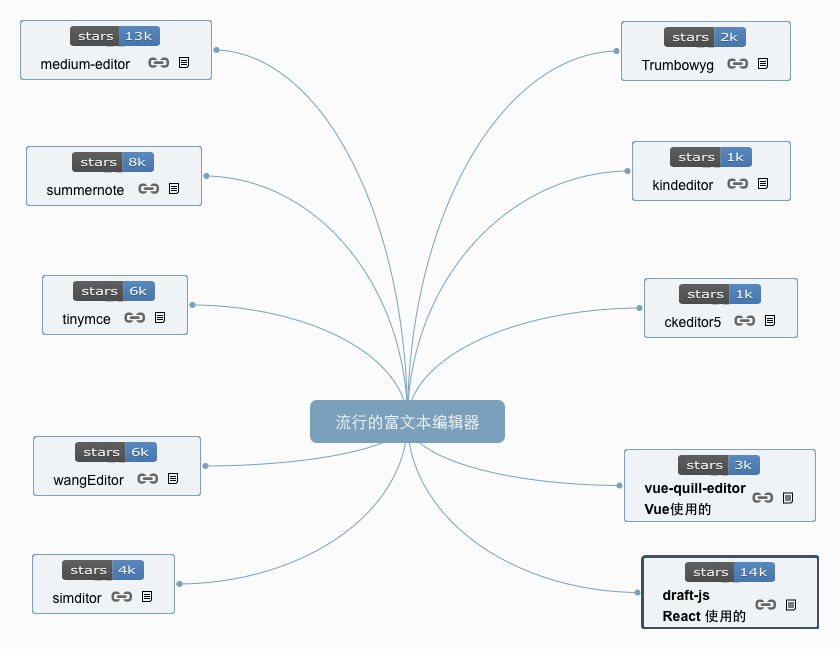 stars 13k
medium-editor
stars 8k
summernote
stars 6k
tinymce
stars 6k
wangEditor
stars 4k
simditor
流行的富文本编辑器
stars 2k
Trumbowyg
stars 1k
kindeditor
stars 1k
ckeditor5
stars 3k
vue-quill-editor
Vue使用的
stars 14k
draft-js
React 使用的